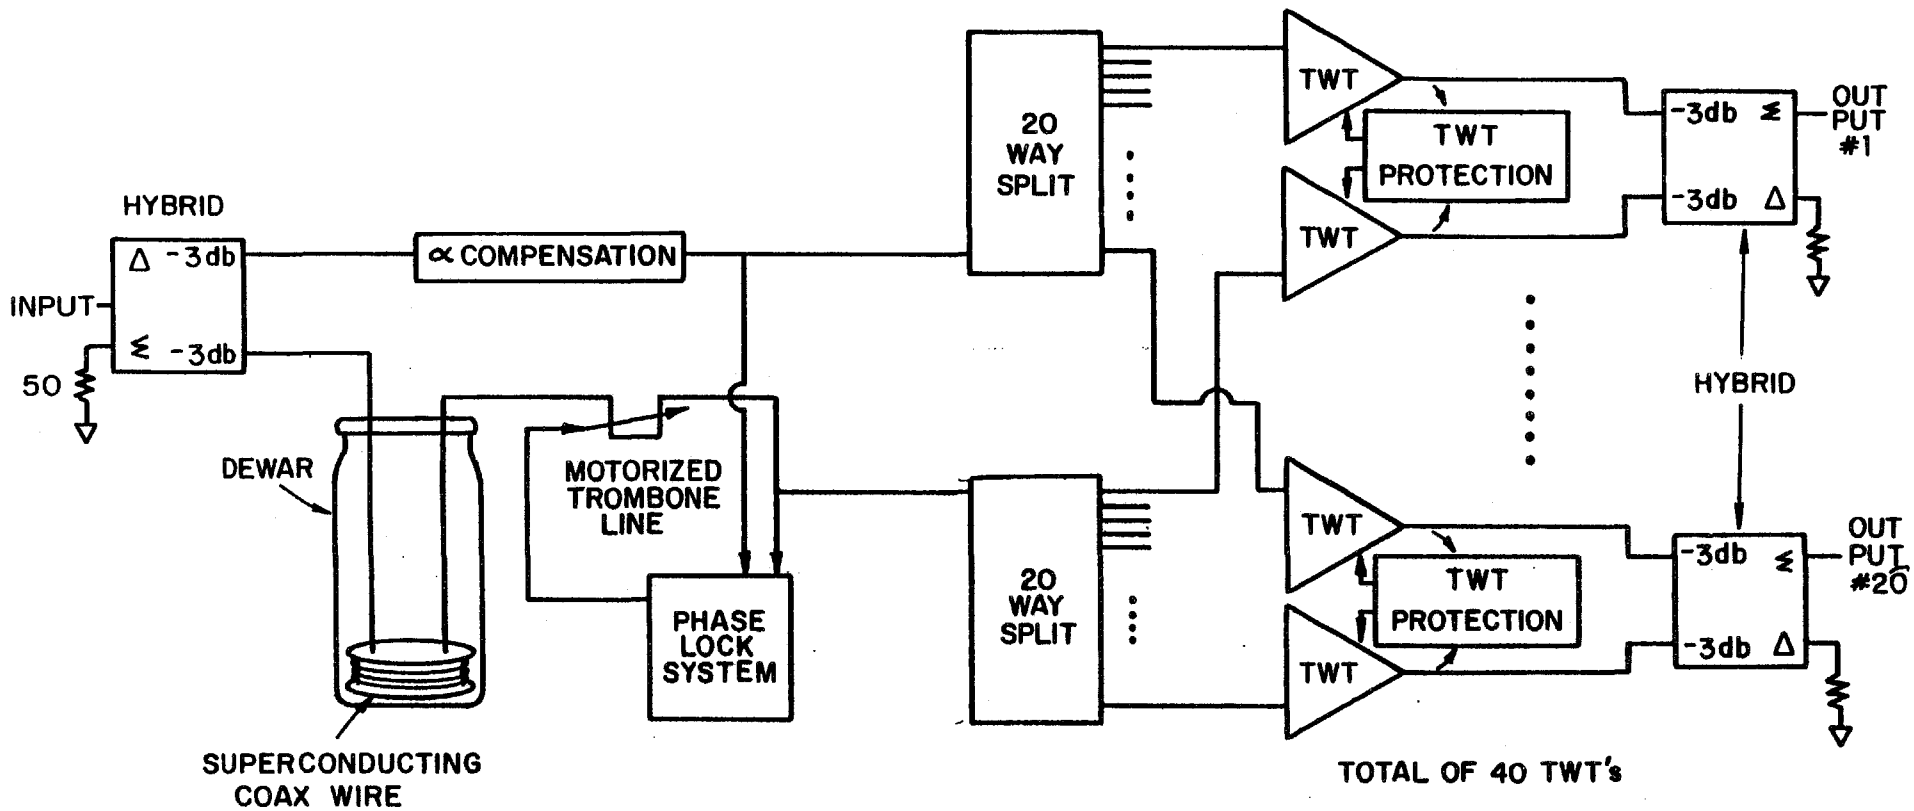 HYBRID
Δ -3db
INPUT
Σ -3db
50
α COMPENSATION
DEWAR
SUPERCONDUCTING
COAX WIRE
MOTORIZED
TROMBONE
LINE
PHASE
LOCK
SYSTEM
20
WAY
SPLIT
20
WAY
SPLIT
TWT
TWT
PROTECTION
TWT
-3db Σ
-3db Δ
OUT
PUT
#1
HYBRID
TWT
TWT
PROTECTION
TWT
-3db Σ
-3db Δ
OUT
PUT
#20
TOTAL OF 40 TWT's